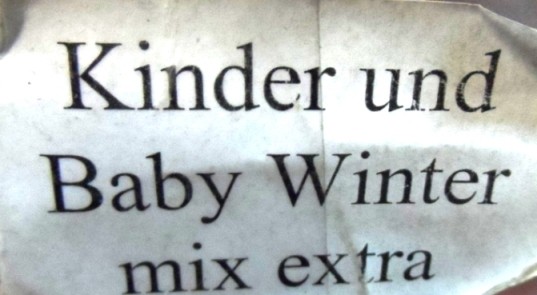 Kinder und
Baby Winter
mix extra